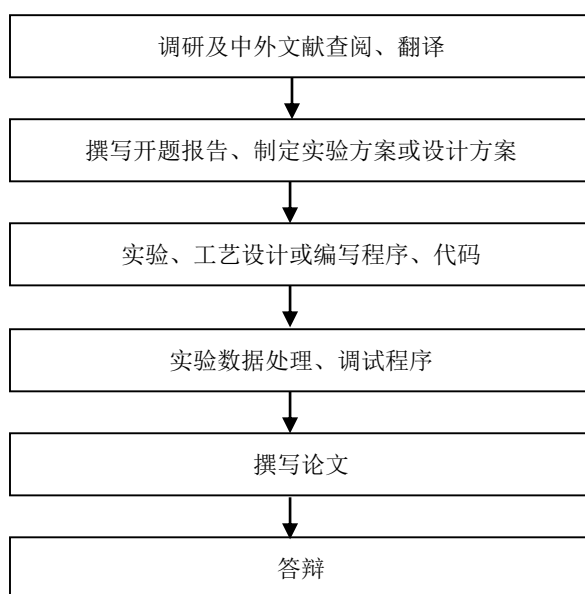 调研及中外文献查阅、翻译
撰写开题报告、制定实验方案或设计方案
实验、工艺设计或编写程序、代码
实验数据处理、调试程序
撰写论文
答辩